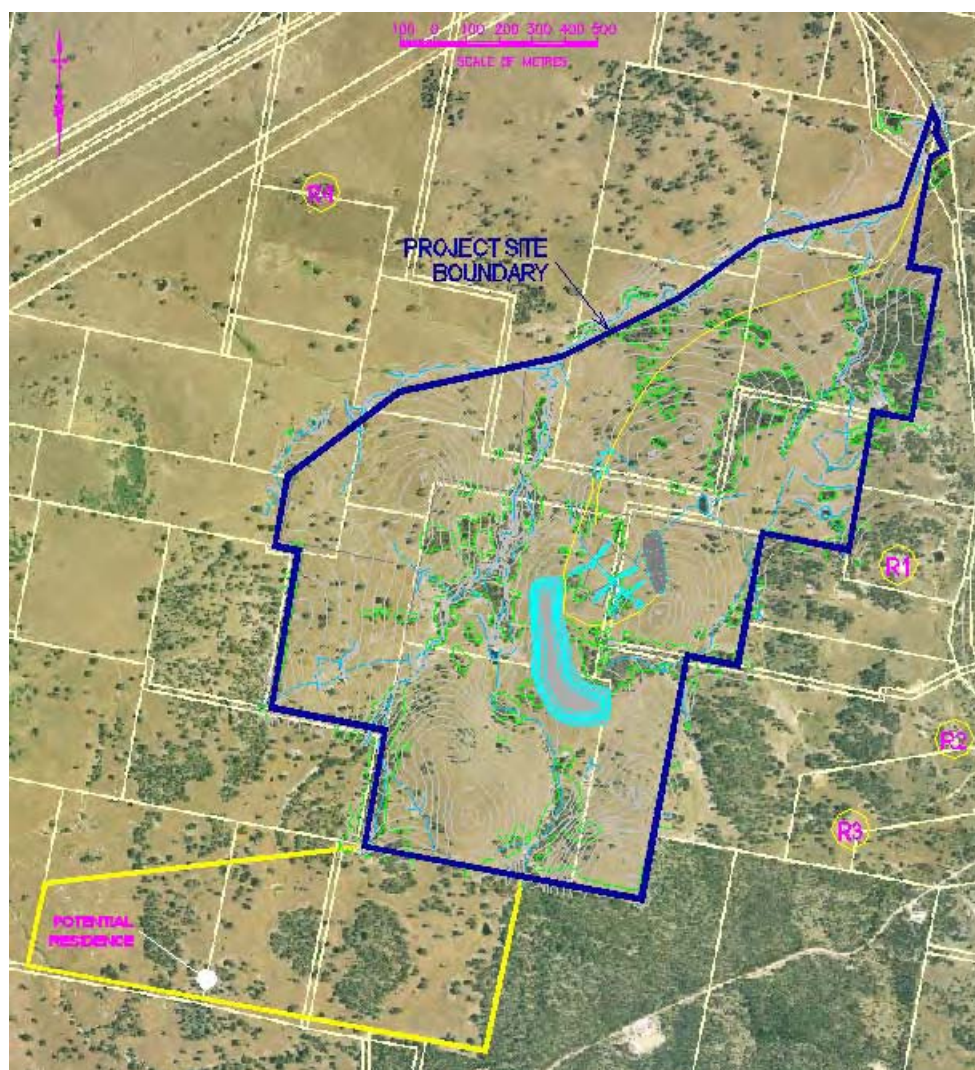 100 0 100 200 300 400 500
SCALE OF METRES
R4
PROJECT SITE
BOUNDARY
R1
R2
R3
POTENTIAL
RESIDENCE